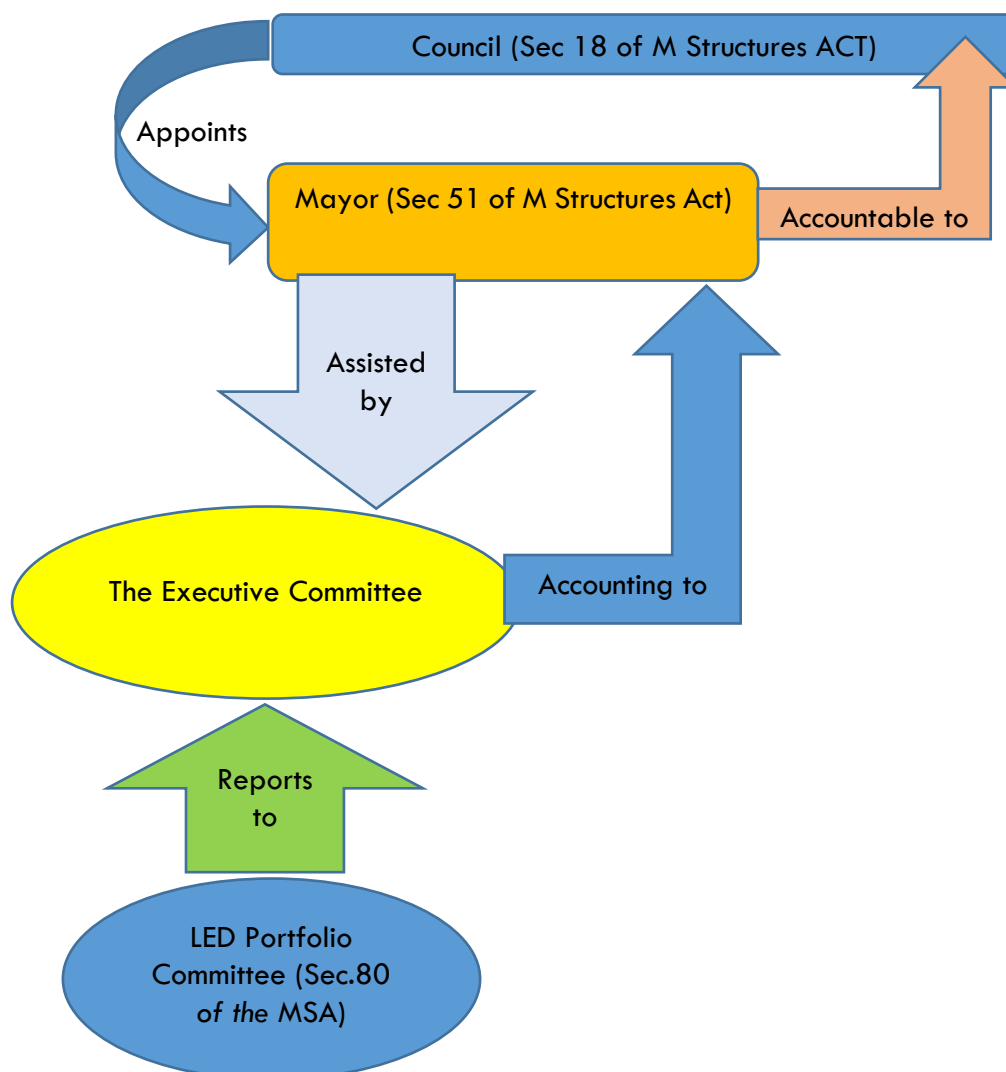 Council (Sec 18 of M Structures ACT)
Appoints
Mayor (Sec 51 of M Structures Act)
Accountable to
Assisted
by
The Executive Committee
Accounting to
Reports
to
LED Portfolio
Committee (Sec.80
of the MSA)